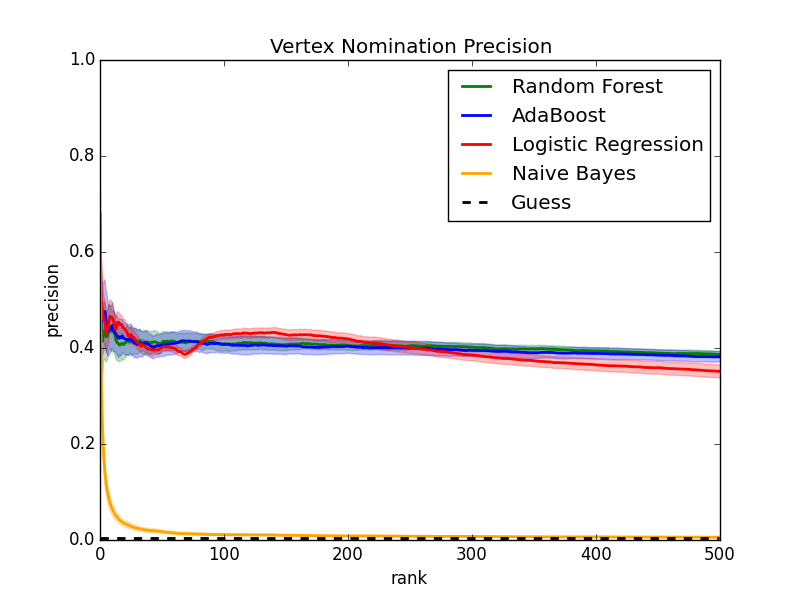 Vertex Nomination Precision
1.0
0.8
0.6
0.4
0.2
0.0
precision
Random Forest
AdaBoost
Logistic Regression
Naive Bayes
Guess
0 100 200 300 400 500
rank